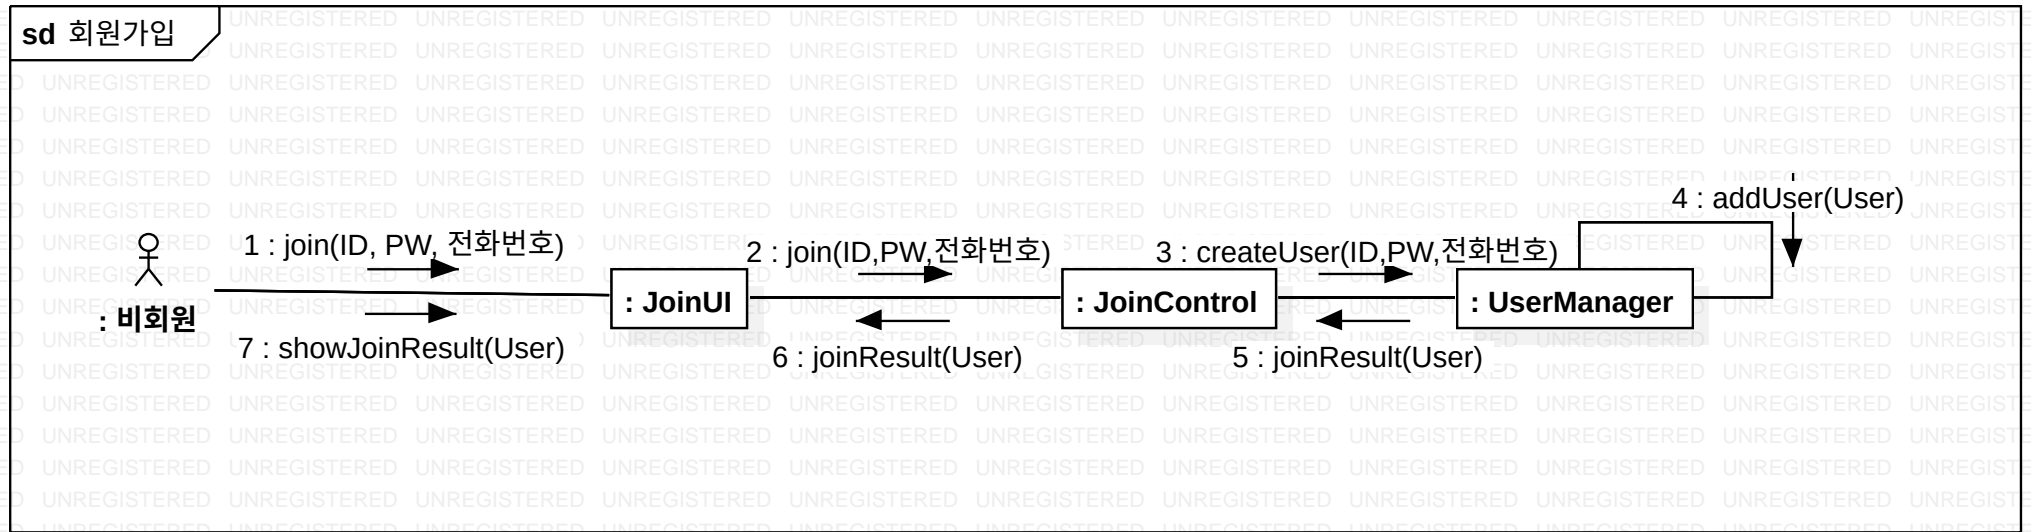 sd 회원가입
1 : join(ID, PW, 전화번호)
2 : join(ID,PW,전화번호)
3 : createUser(ID,PW,전화번호)
4 : addUser(User)
: 비회원
: JoinUI
: JoinControl
: UserManager
7 : showJoinResult(User)
6 : joinResult(User)
5 : joinResult(User)
UNREGISTERED